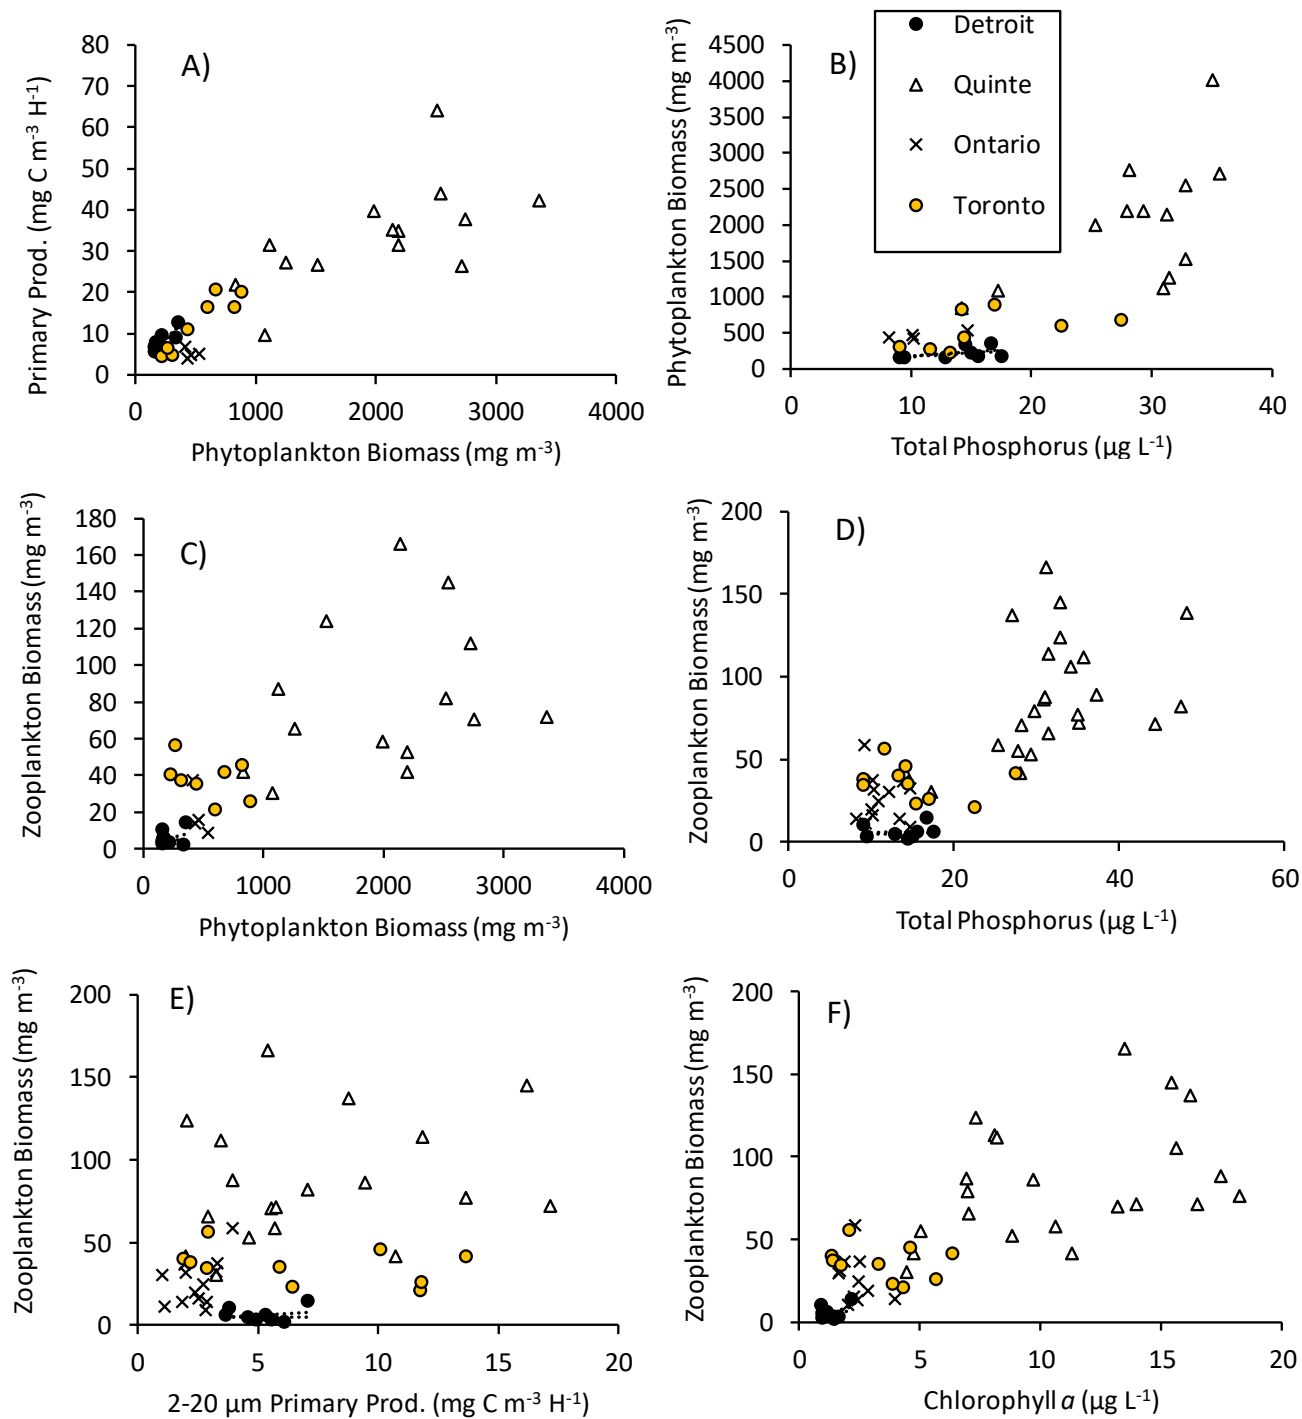 A)
Primary Prod. (mg C m⁻³ H⁻¹)
80
70
60
50
40
30
20
10
0
0 1000 2000 3000 4000
Phytoplankton Biomass (mg m⁻³)
B)
Detroit
Quinte
Ontario
Toronto
Phytoplankton Biomass (mg m⁻³)
4500
4000
3500
3000
2500
2000
1500
1000
500
0
0 10 20 30 40
Total Phosphorus (µg L⁻¹)
C)
Zooplankton Biomass (mg m⁻³)
180
160
140
120
100
80
60
40
20
0
0 1000 2000 3000 4000
Phytoplankton Biomass (mg m⁻³)
D)
Zooplankton Biomass (mg m⁻³)
200
150
100
50
0
0 20 40 60
Total Phosphorus (µg L⁻¹)
E)
Zooplankton Biomass (mg m⁻³)
200
150
100
50
0
0 5 10 15 20
2-20 µm Primary Prod. (mg C m⁻³ H⁻¹)
F)
Zooplankton Biomass (mg m⁻³)
200
150
100
50
0
0 5 10 15 20
Chlorophyll a (µg L⁻¹)